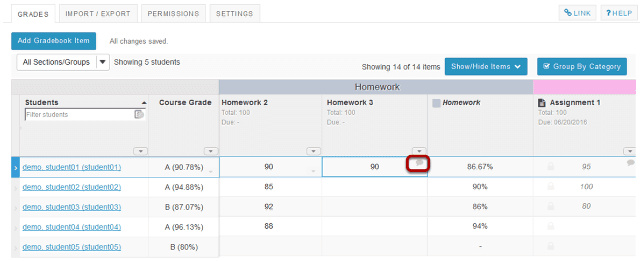 GRADES IMPORT / EXPORT PERMISSIONS SETTINGS LINK ? HELP
Add Gradebook Item All changes saved.
All Sections/Groups Showing 5 students Showing 14 of 14 items Show/Hide Items Group By Category
Homework
Students Course Grade Homework 2 Homework 3 Homework Assignment 1
Filter students Total: 100 Total: 100 Total: 100
Due: - Due: - Due: 06/20/2016
demo, student01 (student01) A (90.78%) 90 90 86.67% 95
demo, student02 (student02) A (94.88%) 85 90% 100
demo, student03 (student03) B (87.07%) 92 86% 80
demo, student04 (student04) A (96.13%) 88 94%
demo, student05 (student05) B (80%) -